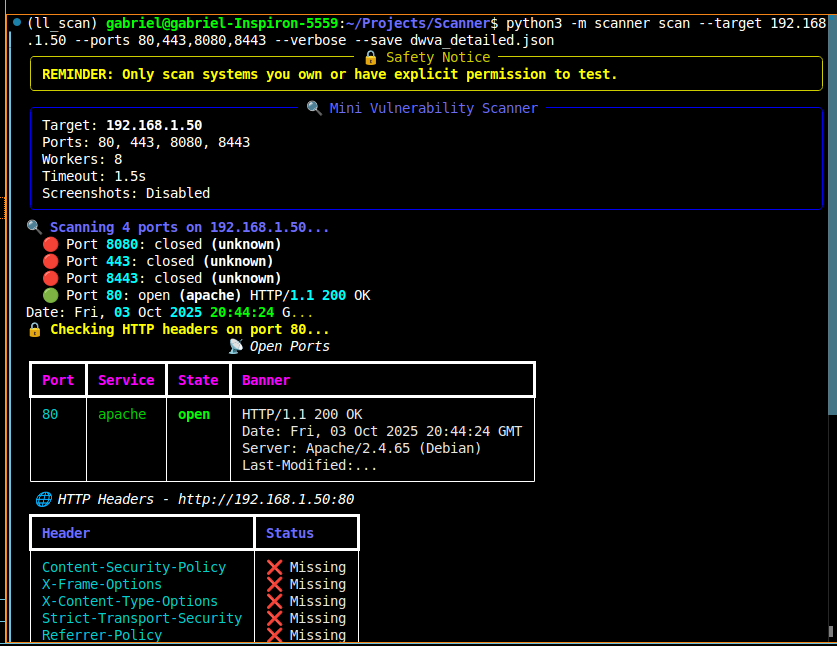 (ll_scan) gabriel@gabriel-Inspiron-5559:~/Projects/Scanner$ python3 -m scanner scan --target 192.168
.1.50 --ports 80,443,8080,8443 --verbose --save dwva_detailed.json
🔒 Safety Notice
REMINDER: Only scan systems you own or have explicit permission to test.
🔍 Mini Vulnerability Scanner
Target: 192.168.1.50
Ports: 80, 443, 8080, 8443
Workers: 8
Timeout: 1.5s
Screenshots: Disabled
🔍 Scanning 4 ports on 192.168.1.50...
🔴 Port 8080: closed (unknown)
🔴 Port 443: closed (unknown)
🔴 Port 8443: closed (unknown)
🟢 Port 80: open (apache) HTTP/1.1 200 OK
Date: Fri, 03 Oct 2025 20:44:24 G...
🔒 Checking HTTP headers on port 80...
📡 Open Ports
Port Service State Banner
80 apache open HTTP/1.1 200 OK
Date: Fri, 03 Oct 2025 20:44:24 GMT
Server: Apache/2.4.65 (Debian)
Last-Modified:...
🌐 HTTP Headers - http://192.168.1.50:80
Header Status
Content-Security-Policy ❌ Missing
X-Frame-Options ❌ Missing
X-Content-Type-Options ❌ Missing
Strict-Transport-Security ❌ Missing
Referrer-Policy ❌ Missing